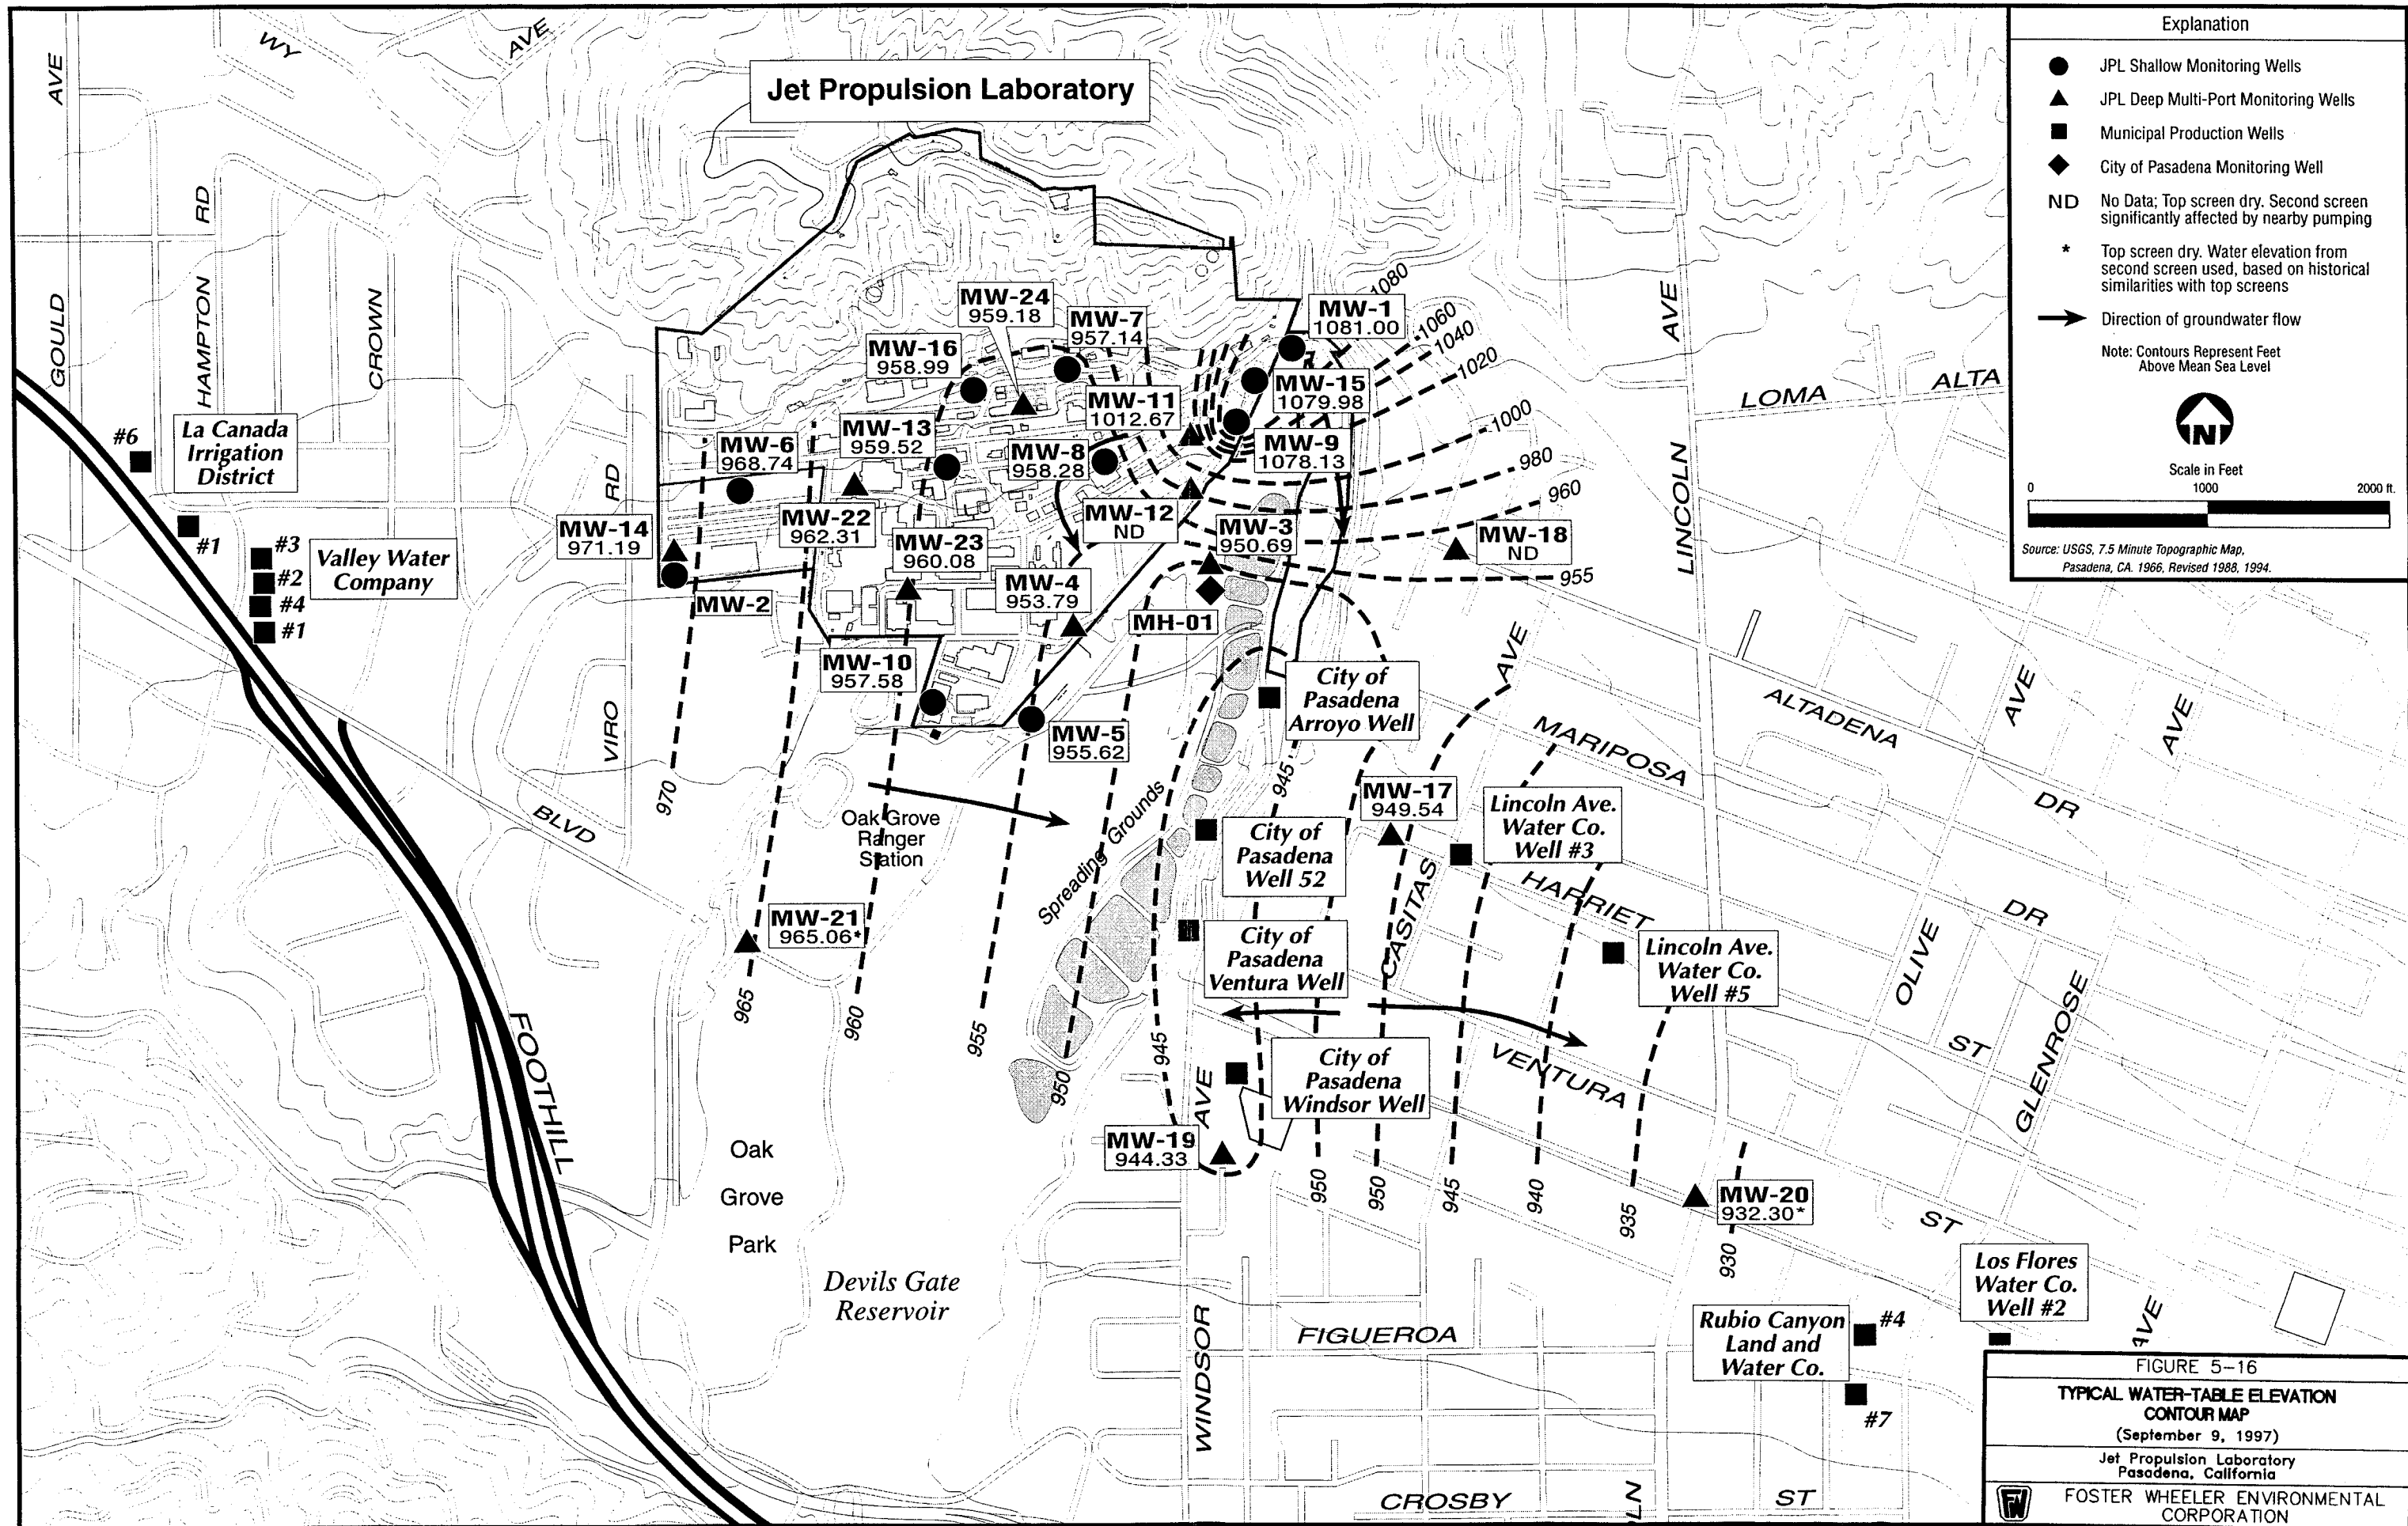 Jet Propulsion Laboratory
Explanation
JPL Shallow Monitoring Wells
JPL Deep Multi-Port Monitoring Wells
Municipal Production Wells
City of Pasadena Monitoring Well
ND No Data; Top screen dry. Second screen
significantly affected by nearby pumping
* Top screen dry. Water elevation from
second screen used, based on historical
similarities with top screens
Direction of groundwater flow
Note: Contours Represent Feet
Above Mean Sea Level
N
Scale in Feet
0 1000 2000 ft.
Source: USGS, 7.5 Minute Topographic Map,
Pasadena, CA. 1966, Revised 1988, 1994.
AVE
WY
AVE
GOULD
HAMPTON RD
CROWN
RD
VIRO
BLVD
FOOTHILL
#6
La Canada
Irrigation
District
#1
#3
#2
#4
#1
Valley Water
Company
MW-24
959.18
MW-7
957.14
MW-1
1081.00
MW-16
958.99
MW-15
1079.98
MW-11
1012.67
MW-13
959.52
MW-6
968.74
MW-8
958.28
MW-9
1078.13
MW-14
971.19
MW-22
962.31
MW-12
ND
MW-3
950.69
MW-18
ND
MW-23
960.08
MW-4
953.79
MW-2
MH-01
MW-10
957.58
MW-5
955.62
MW-17
949.54
MW-21
965.06*
MW-19
944.33
MW-20
932.30*
1080
1060
1040
1020
1000
980
960
955
970
965
960
955
950
945
945
950
950
945
940
935
930
City of
Pasadena
Arroyo Well
City of
Pasadena
Well 52
City of
Pasadena
Ventura Well
City of
Pasadena
Windsor Well
Lincoln Ave.
Water Co.
Well #3
Lincoln Ave.
Water Co.
Well #5
Rubio Canyon
Land and
Water Co.
#4
#7
Los Flores
Water Co.
Well #2
Oak Grove
Ranger
Station
Spreading Grounds
Oak
Grove
Park
Devils Gate
Reservoir
AVE
LINCOLN
LOMA ALTA
AVE
CASITAS
MARIPOSA
ALTADENA
DR
HARRIET
DR
ST
VENTURA
ST
AVE
OLIVE
AVE
GLENROSE
AVE
AVE
WINDSOR
FIGUEROA
CROSBY
ST
LN
FIGURE 5-16
TYPICAL WATER-TABLE ELEVATION
CONTOUR MAP
(September 9, 1997)
Jet Propulsion Laboratory
Pasadena, California
FW
FOSTER WHEELER ENVIRONMENTAL
CORPORATION